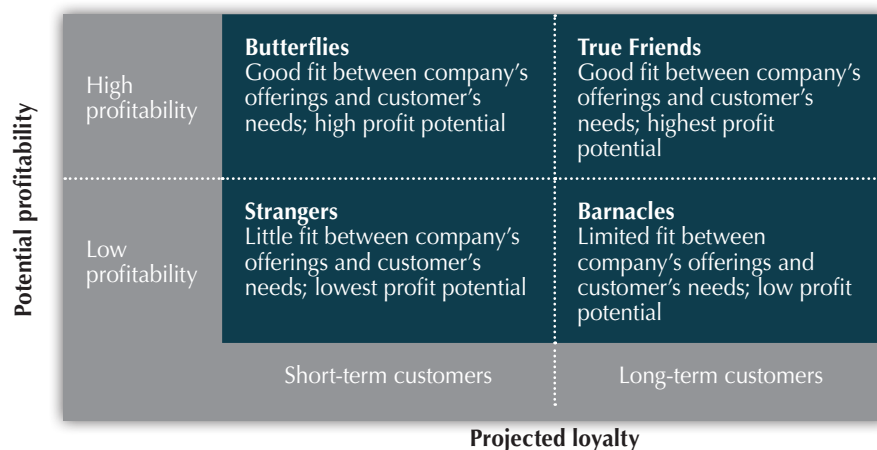 Potential profitability
High
profitability
Butterflies
Good fit between company’s
offerings and customer’s
needs; high profit potential
True Friends
Good fit between company’s
offerings and customer’s
needs; highest profit
potential
Low
profitability
Strangers
Little fit between company’s
offerings and customer’s
needs; lowest profit potential
Barnacles
Limited fit between
company’s offerings and
customer’s needs; low profit
potential
Short-term customers
Long-term customers
Projected loyalty